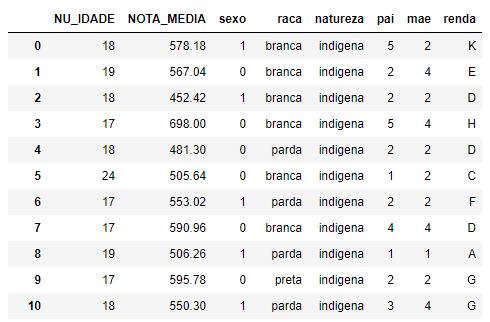 NU_IDADE NOTA_MEDIA sexo raca natureza pai mae renda
0 18 578.18 1 branca indigena 5 2 K
1 19 567.04 0 branca indigena 2 4 E
2 18 452.42 1 branca indigena 2 2 D
3 17 698.00 0 branca indigena 5 4 H
4 18 481.30 0 parda indigena 2 2 D
5 24 505.64 0 branca indigena 1 2 C
6 17 553.02 1 parda indigena 2 2 F
7 17 590.96 0 branca indigena 4 4 D
8 19 506.26 1 parda indigena 1 1 A
9 17 595.78 0 preta indigena 2 2 G
10 18 550.30 1 parda indigena 3 4 G